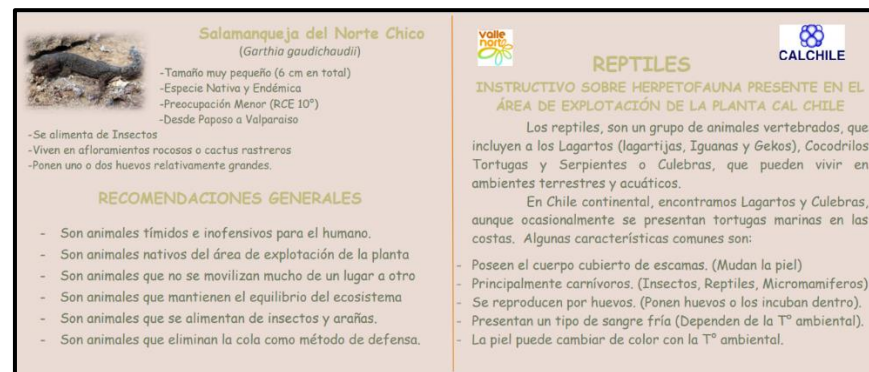 Salamanqueja del Norte Chico
(Garthia gaudichaudii)
-Tamaño muy pequeño (6 cm en total)
-Especie Nativa y Endémica
-Preocupación Menor (RCE 10°)
-Desde Paposo a Valparaiso
-Se alimenta de Insectos
-Viven en afloramientos rocosos o cactus rastreros
-Ponen uno o dos huevos relativamente grandes.
RECOMENDACIONES GENERALES
- Son animales tímidos e inofensivos para el humano.
- Son animales nativos del área de explotación de la planta
- Son animales que no se movilizan mucho de un lugar a otro
- Son animales que mantienen el equilibrio del ecosistema
- Son animales que se alimentan de insectos y arañas.
- Son animales que eliminan la cola como método de defensa.
valle
norte
CALCHILE
REPTILES
INSTRUCTIVO SOBRE HERPETOFAUNA PRESENTE EN EL
ÁREA DE EXPLOTACIÓN DE LA PLANTA CAL CHILE
Los reptiles, son un grupo de animales vertebrados, que
incluyen a los Lagartos (lagartijas, Iguanas y Gekos), Cocodrilos
Tortugas y Serpientes o Culebras, que pueden vivir en
ambientes terrestres y acuáticos.
En Chile continental, encontramos Lagartos y Culebras,
aunque ocasionalmente se presentan tortugas marinas en las
costas. Algunas características comunes son:
- Poseen el cuerpo cubierto de escamas. (Mudan la piel)
- Principalmente carnívoros. (Insectos, Reptiles, Micromamiferos)
- Se reproducen por huevos. (Ponen huevos o los incuban dentro).
- Presentan un tipo de sangre fría (Dependen de la T° ambiental).
- La piel puede cambiar de color con la T° ambiental.